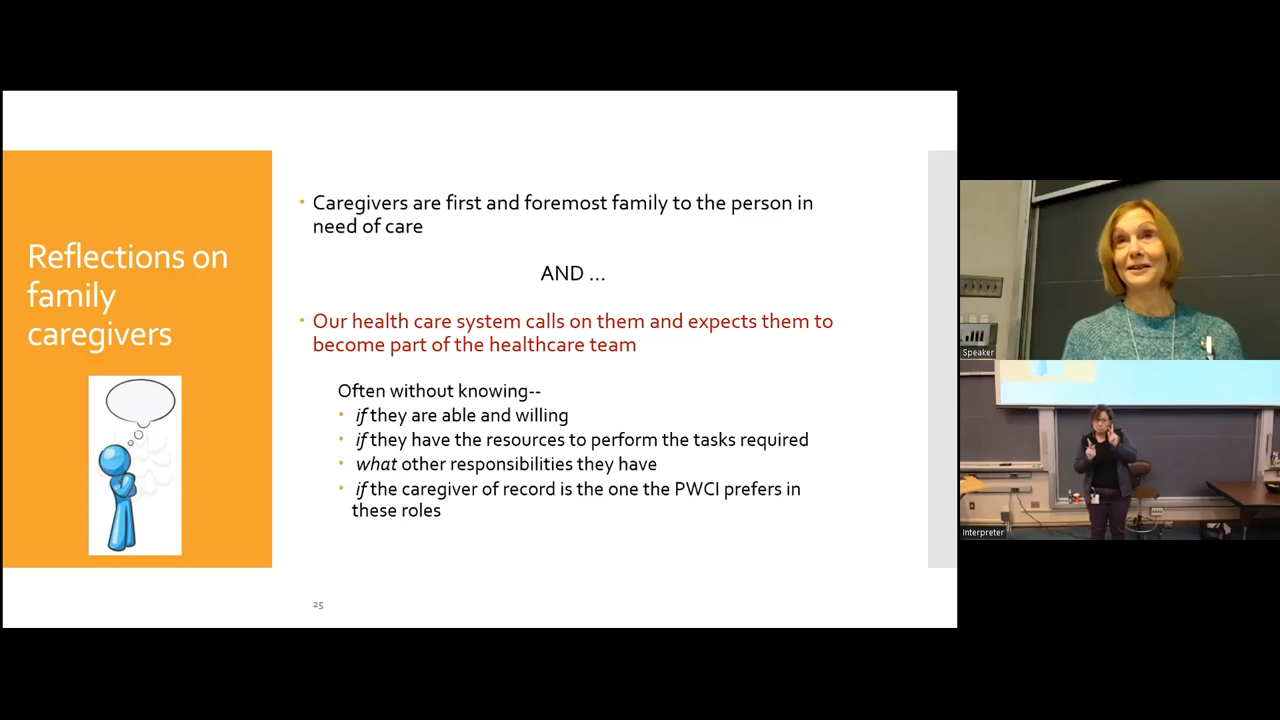 Reflections on
family
caregivers
• Caregivers are first and foremost family to the person in
need of care
AND ...
• Our health care system calls on them and expects them to
become part of the healthcare team
Often without knowing--
• if they are able and willing
• if they have the resources to perform the tasks required
• what other responsibilities they have
• if the caregiver of record is the one the PWCI prefers in
these roles
25
Speaker
Interpreter